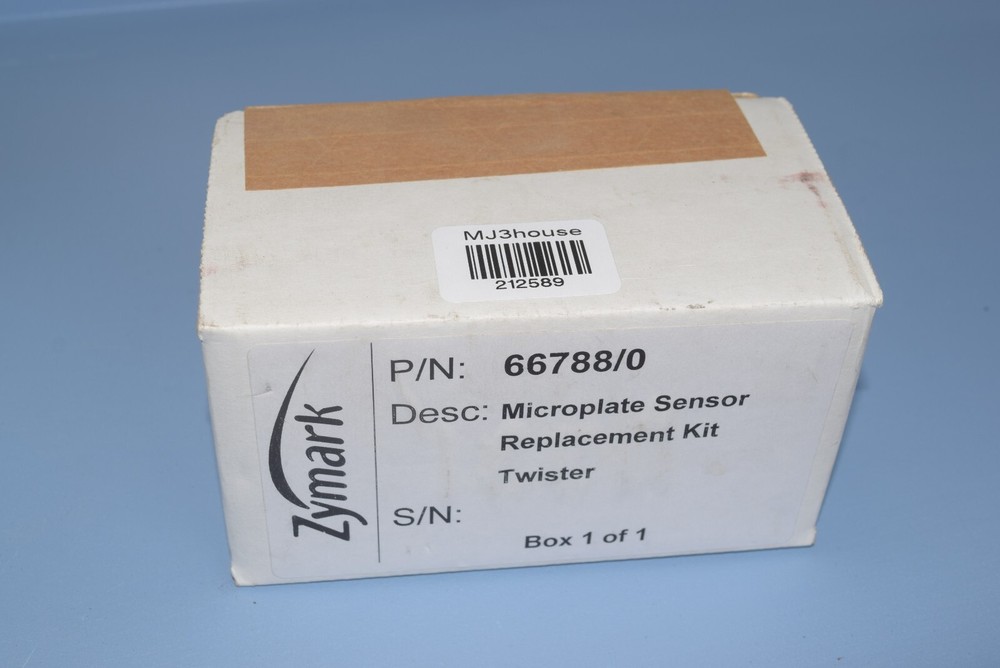 MJ3house
212589
Zymark
P/N: 66788/0
Desc: Microplate Sensor
Replacement Kit
Twister
S/N:
Box 1 of 1